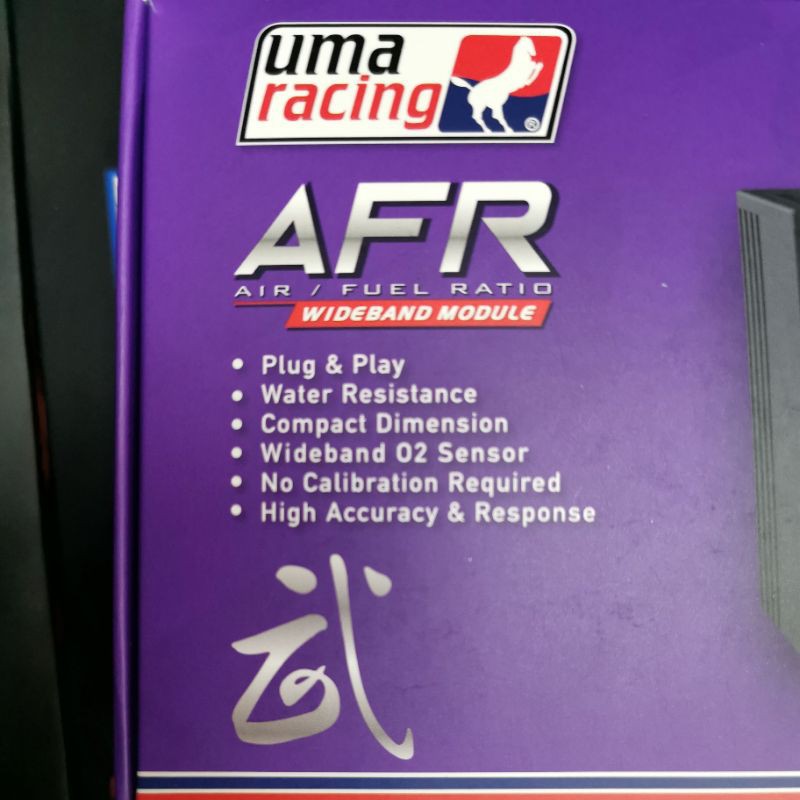 uma
racing
®
AFR
AIR / FUEL RATIO
WIDEBAND MODULE
• Plug & Play
• Water Resistance
• Compact Dimension
• Wideband O2 Sensor
• No Calibration Required
• High Accuracy & Response
武